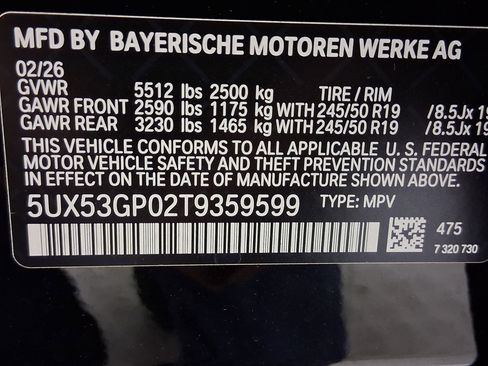 MFD BY BAYERISCHE MOTOREN WERKE AG
02/26
GVWR 5512 lbs 2500 kg TIRE / RIM
GAWR FRONT 2590 lbs 1175 kg WITH 245/50 R19 /8.5Jx 19
GAWR REAR 3230 lbs 1465 kg WITH 245/50 R19 /8.5Jx 19
THIS VEHICLE CONFORMS TO ALL APPLICABLE U. S. FEDERAL
MOTOR VEHICLE SAFETY AND THEFT PREVENTION STANDARDS
IN EFFECT ON THE DATE OF MANUFACTURE SHOWN ABOVE.
5UX53GP02T9359599 TYPE: MPV
475
7 320 730